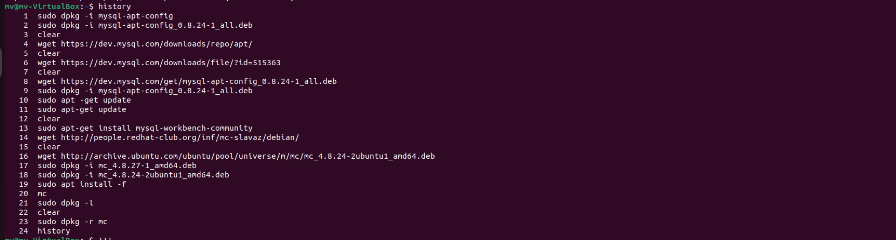 mv@mv-VirtualBox:~$ history
1 sudo dpkg -i mysql-apt-config
2 sudo dpkg -i mysql-apt-config_0.8.24-1_all.deb
3 clear
4 wget https://dev.mysql.com/downloads/repo/apt/
5 clear
6 wget https://dev.mysql.com/downloads/file/?id=515363
7 clear
8 wget https://dev.mysql.com/get/mysql-apt-config_0.8.24-1_all.deb
9 sudo dpkg -i mysql-apt-config_0.8.24-1_all.deb
10 sudo apt -get update
11 sudo apt-get update
12 clear
13 sudo apt-get install mysql-workbench-community
14 wget http://people.redhat-club.org/inf/mc-slavaz/debian/
15 clear
16 wget http://archive.ubuntu.com/ubuntu/pool/universe/m/mc/mc_4.8.24-2ubuntu1_amd64.deb
17 sudo dpkg -i mc_4.8.27-1_amd64.deb
18 sudo dpkg -i mc_4.8.24-2ubuntu1_amd64.deb
19 sudo apt install -f
20 mc
21 sudo dpkg -l
22 clear
23 sudo dpkg -r mc
24 history